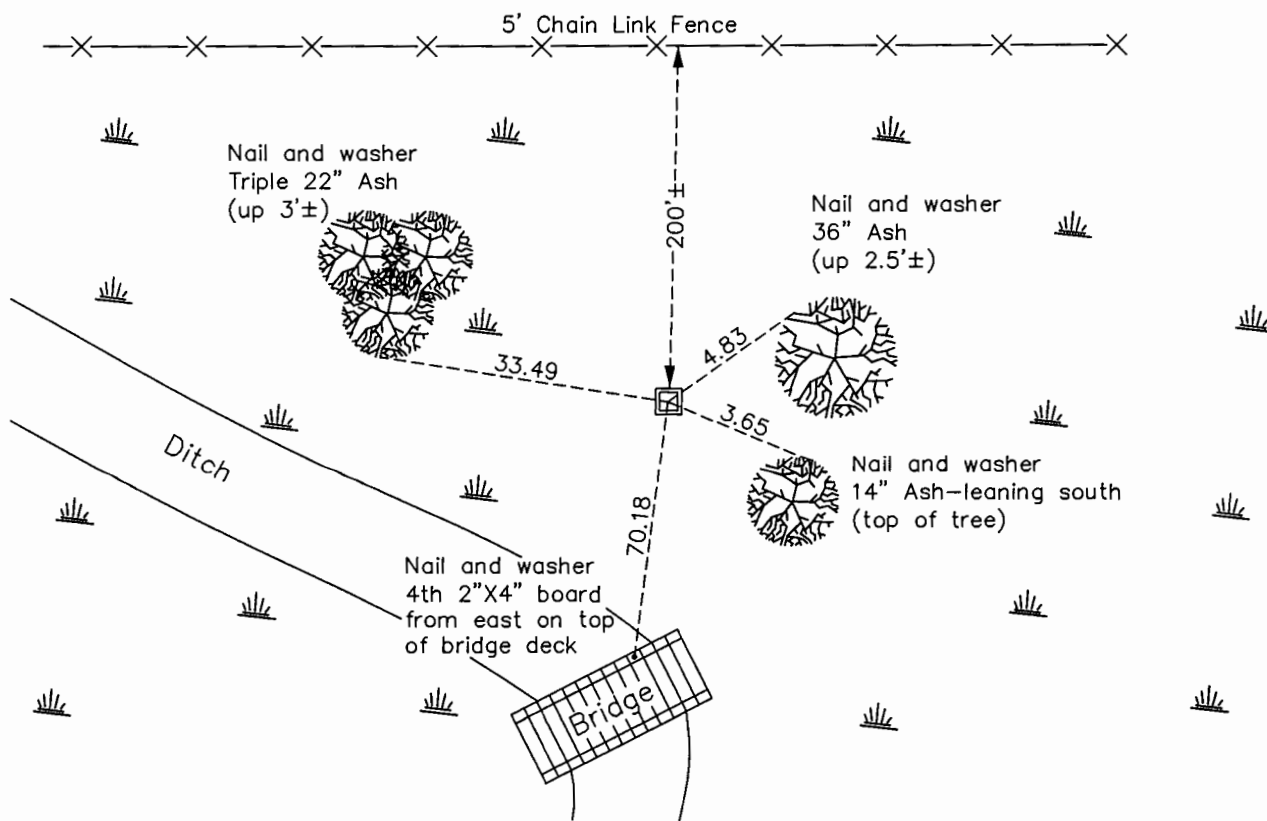 5' Chain Link Fence
Nail and washer
Triple 22" Ash
(up 3'±)
200'±
Nail and washer
36" Ash
(up 2.5'±)
33.49
4.83
3.65
Ditch
Nail and washer
14" Ash-leaning south
(top of tree)
70.18
Nail and washer
4th 2"X4" board
from east on top
of bridge deck
Bridge